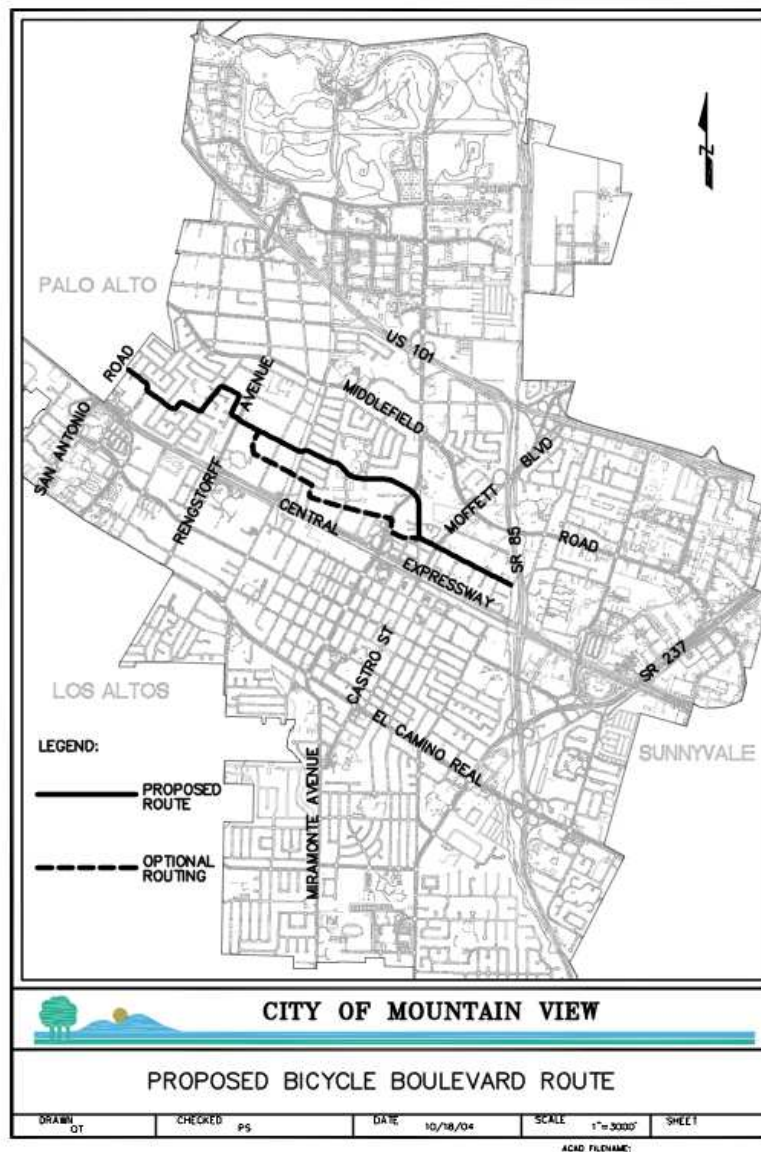 N
PALO ALTO
US 101
ROAD
AVENUE
MIDDLEFIELD
SAN ANTONIO
RENGSTORFF
BLVD
MOFFETT
CENTRAL
SR 85
ROAD
EXPRESSWAY
SR 237
CASTRO ST
LOS ALTOS
EL CAMINO REAL
SUNNYVALE
MIRAMONTE AVENUE
LEGEND:
PROPOSED
ROUTE
OPTIONAL
ROUTING
CITY OF MOUNTAIN VIEW
PROPOSED BICYCLE BOULEVARD ROUTE
DRAWN
QT
CHECKED
PS
DATE
10/18/04
SCALE
1"=3000'
SHEET
ACAD FILENAME: